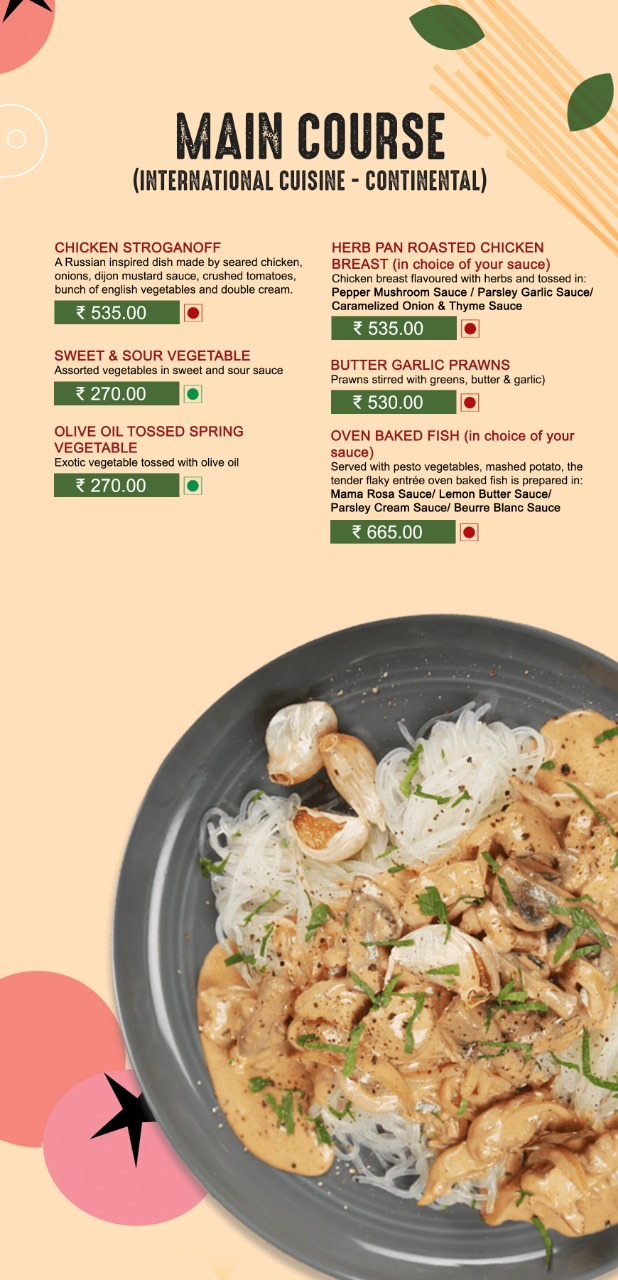 MAIN COURSE
(INTERNATIONAL CUISINE - CONTINENTAL)
CHICKEN STROGANOFF
A Russian inspired dish made by seared chicken,
onions, dijon mustard sauce, crushed tomatoes,
bunch of english vegetables and double cream.
₹ 535.00
SWEET & SOUR VEGETABLE
Assorted vegetables in sweet and sour sauce
₹ 270.00
OLIVE OIL TOSSED SPRING
VEGETABLE
Exotic vegetable tossed with olive oil
₹ 270.00
HERB PAN ROASTED CHICKEN
BREAST (in choice of your sauce)
Chicken breast flavoured with herbs and tossed in:
Pepper Mushroom Sauce / Parsley Garlic Sauce/
Caramelized Onion & Thyme Sauce
₹ 535.00
BUTTER GARLIC PRAWNS
Prawns stirred with greens, butter & garlic)
₹ 530.00
OVEN BAKED FISH (in choice of your
sauce)
Served with pesto vegetables, mashed potato, the
tender flaky entrée oven baked fish is prepared in:
Mama Rosa Sauce/ Lemon Butter Sauce/
Parsley Cream Sauce/ Beurre Blanc Sauce
₹ 665.00